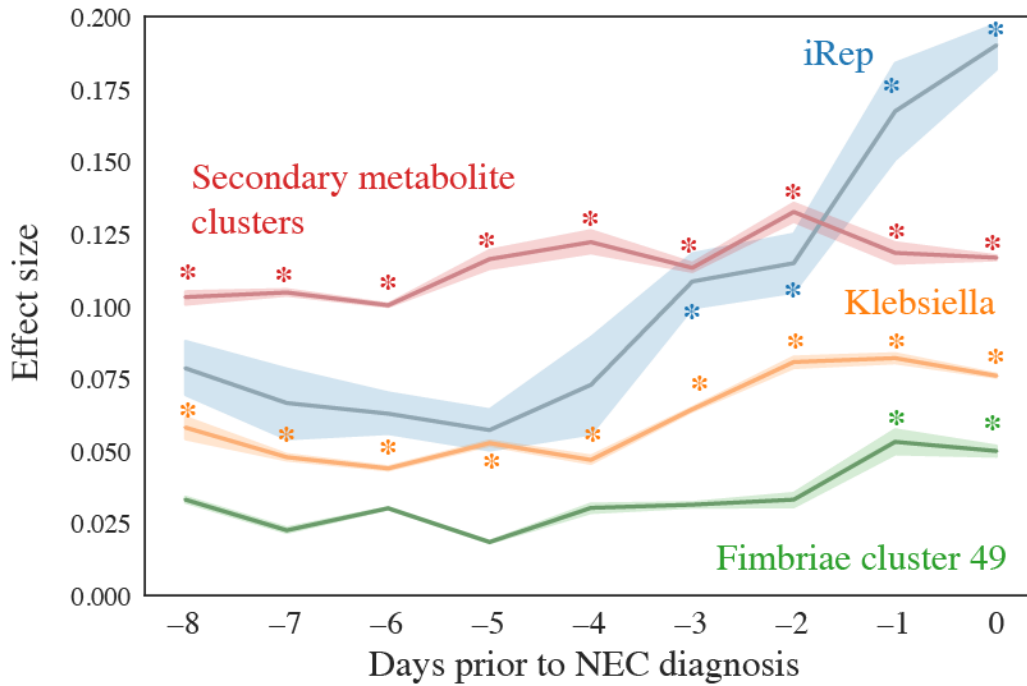 0.200
0.175
0.150
0.125
0.100
0.075
0.050
0.025
0.000
Effect size
iRep
Secondary metabolite
clusters
Klebsiella
Fimbriae cluster 49
* * * * * * * * *
* * * *
* * * * * * * * *
* *
–8 –7 –6 –5 –4 –3 –2 –1 0
Days prior to NEC diagnosis